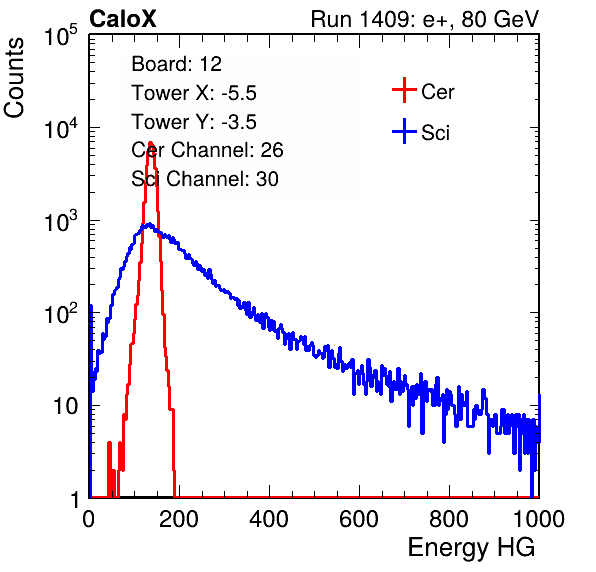 CaloX Run 1409: e+, 80 GeV
Counts
10^5
10^4
10^3
10^2
10
1
Board: 12
Tower X: -5.5
Tower Y: -3.5
Cer Channel: 26
Sci Channel: 30
Cer
Sci
0 200 400 600 800 1000
Energy HG